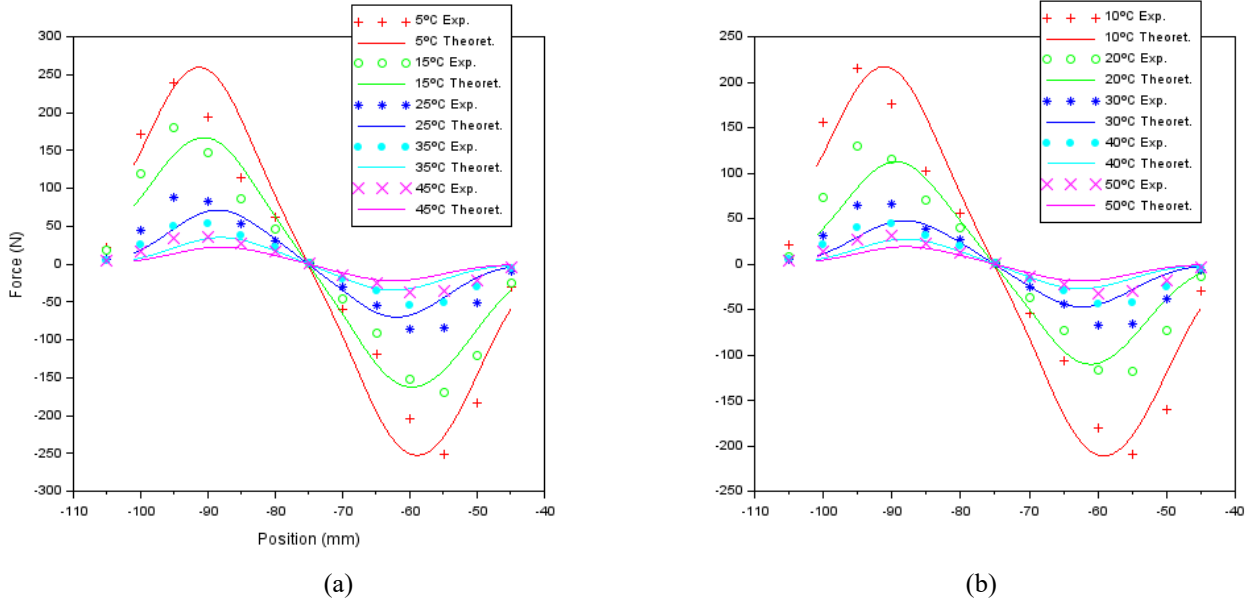 5ºC Exp.
5ºC Theoret.
15ºC Exp.
15ºC Theoret.
25ºC Exp.
25ºC Theoret.
35ºC Exp.
35ºC Theoret.
45ºC Exp.
45ºC Theoret.
300
250
200
150
100
50
0
-50
-100
-150
-200
-250
-300
Force (N)
-110 -100 -90 -80 -70 -60 -50 -40
Position (mm)
(a)
10ºC Exp.
10ºC Theoret.
20ºC Exp.
20ºC Theoret.
30ºC Exp.
30ºC Theoret.
40ºC Exp.
40ºC Theoret.
50ºC Exp.
50ºC Theoret.
250
200
150
100
50
0
-50
-100
-150
-200
-250
-110 -100 -90 -80 -70 -60 -50 -40
(b)